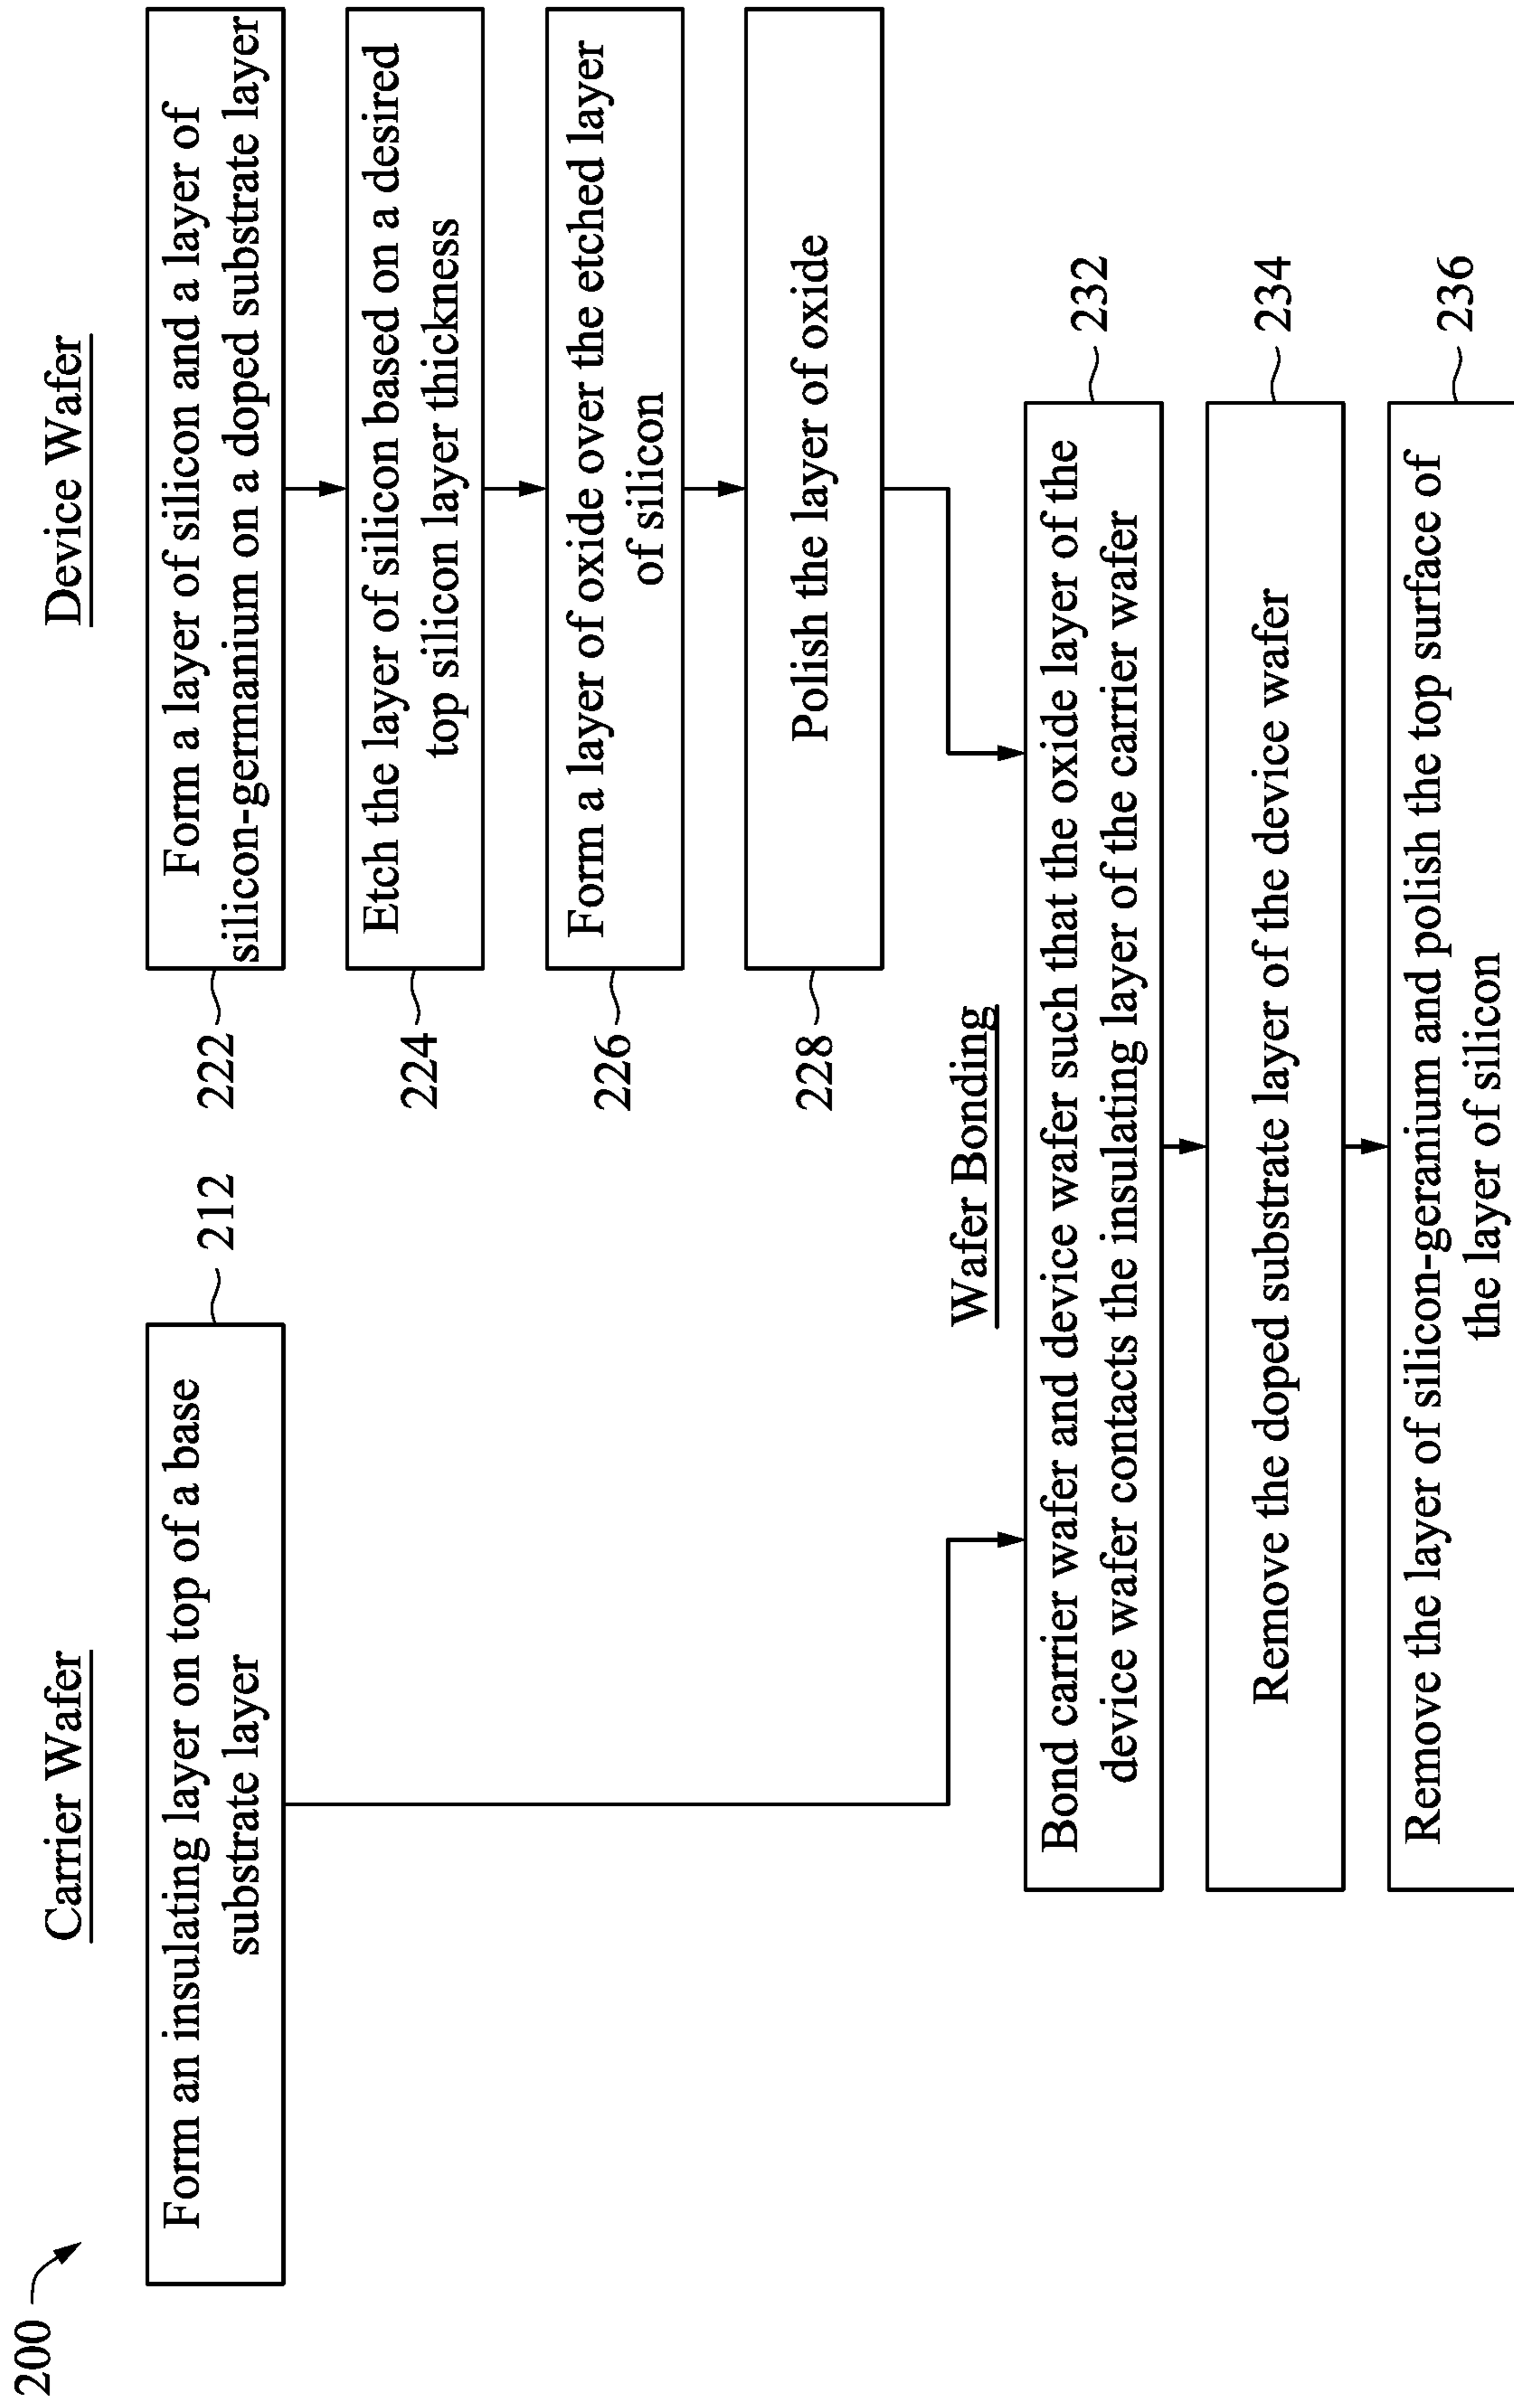 200
Carrier Wafer
Form an insulating layer on top of a base
substrate layer
212
Device Wafer
222
Form a layer of silicon and a layer of
silicon-germanium on a doped substrate layer
224
Etch the layer of silicon based on a desired
top silicon layer thickness
226
Form a layer of oxide over the etched layer
of silicon
228
Polish the layer of oxide
Wafer Bonding
Bond carrier wafer and device wafer such that the oxide layer of the
device wafer contacts the insulating layer of the carrier wafer
232
Remove the doped substrate layer of the device wafer
234
Remove the layer of silicon-geranium and polish the top surface of
the layer of silicon
236